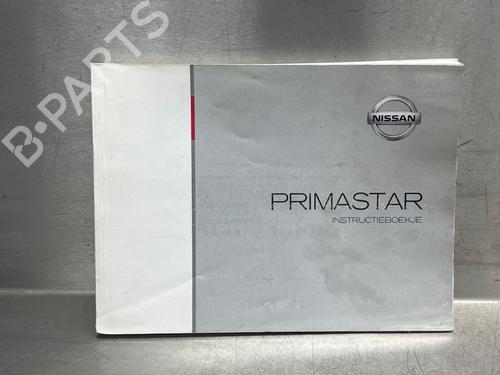 B-PARTS
NISSAN
PRIMASTAR
INSTRUCTIEBOEKJE